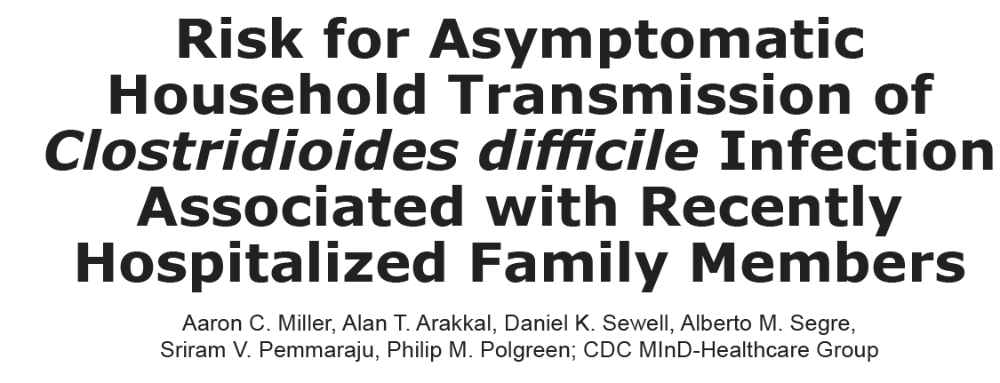 Risk for Asymptomatic
Household Transmission of
Clostridioides difficile Infection
Associated with Recently
Hospitalized Family Members
Aaron C. Miller, Alan T. Arakkal, Daniel K. Sewell, Alberto M. Segre,
Sriram V. Pemmaraju, Philip M. Polgreen; CDC MInD-Healthcare Group